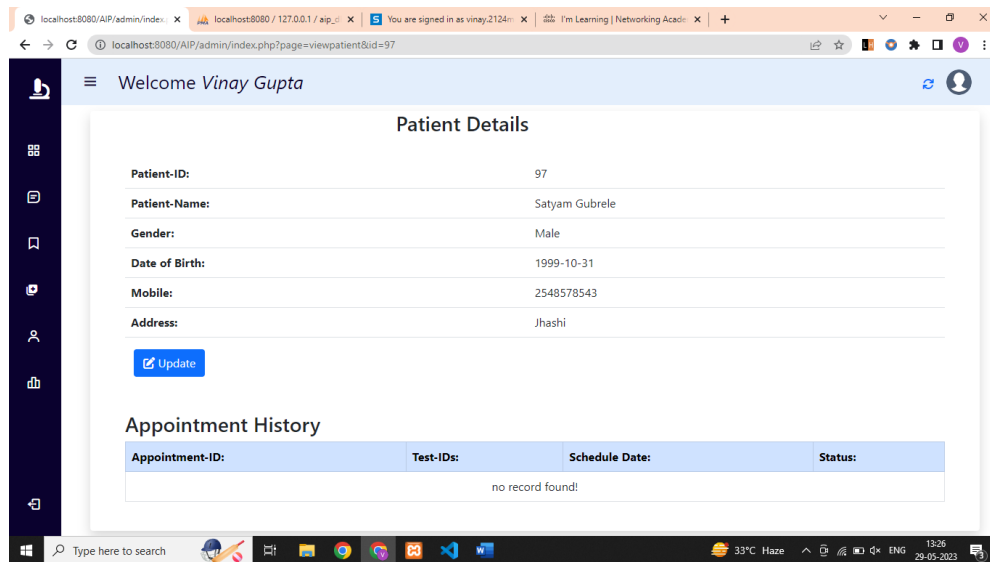 localhost:8080/AIP/admin/index.
localhost:8080 / 127.0.0.1 / aip_d
You are signed in as vinay.2124m
I'm Learning | Networking Acade
localhost:8080/AIP/admin/index.php?page=viewpatient&id=97
V
Welcome Vinay Gupta
Patient Details
Patient-ID: 97
Patient-Name: Satyam Gubrele
Gender: Male
Date of Birth: 1999-10-31
Mobile: 2548578543
Address: Jhashi
Update
Appointment History
Appointment-ID: Test-IDs: Schedule Date: Status:
no record found!
Type here to search
33°C Haze
ENG
13:26
29-05-2023
3